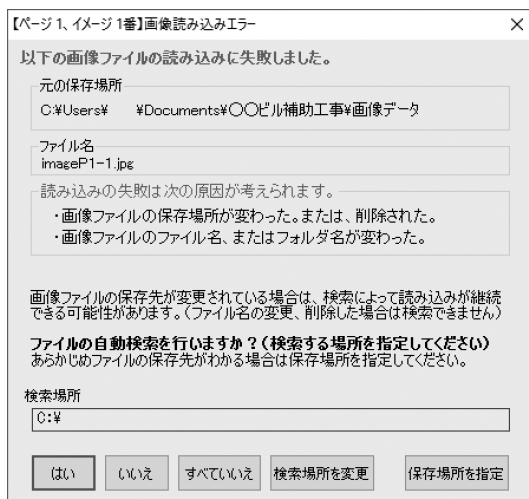 【ページ 1、イメージ 1番】画像読み込みエラー
以下の画像ファイルの読み込みに失敗しました。
元の保存場所
C:¥Users¥ ¥Documents¥〇〇ビル補助工事¥画像データ
ファイル名
imageP1-1.jpg
読み込みの失敗は次の原因が考えられます。
・画像ファイルの保存場所が変わった。または、削除された。
・画像ファイルのファイル名、またはフォルダ名が変わった。
画像ファイルの保存先が変更されている場合は、検索によって読み込みが継続
できる可能性があります。（ファイル名の変更、削除した場合は検索できません）
ファイルの自動検索を行いますか？（検索する場所を指定してください）
あらかじめファイルの保存先がわかる場合は保存場所を指定してください。
検索場所
C:¥
はい いいえ すべていいえ 検索場所を変更 保存場所を指定